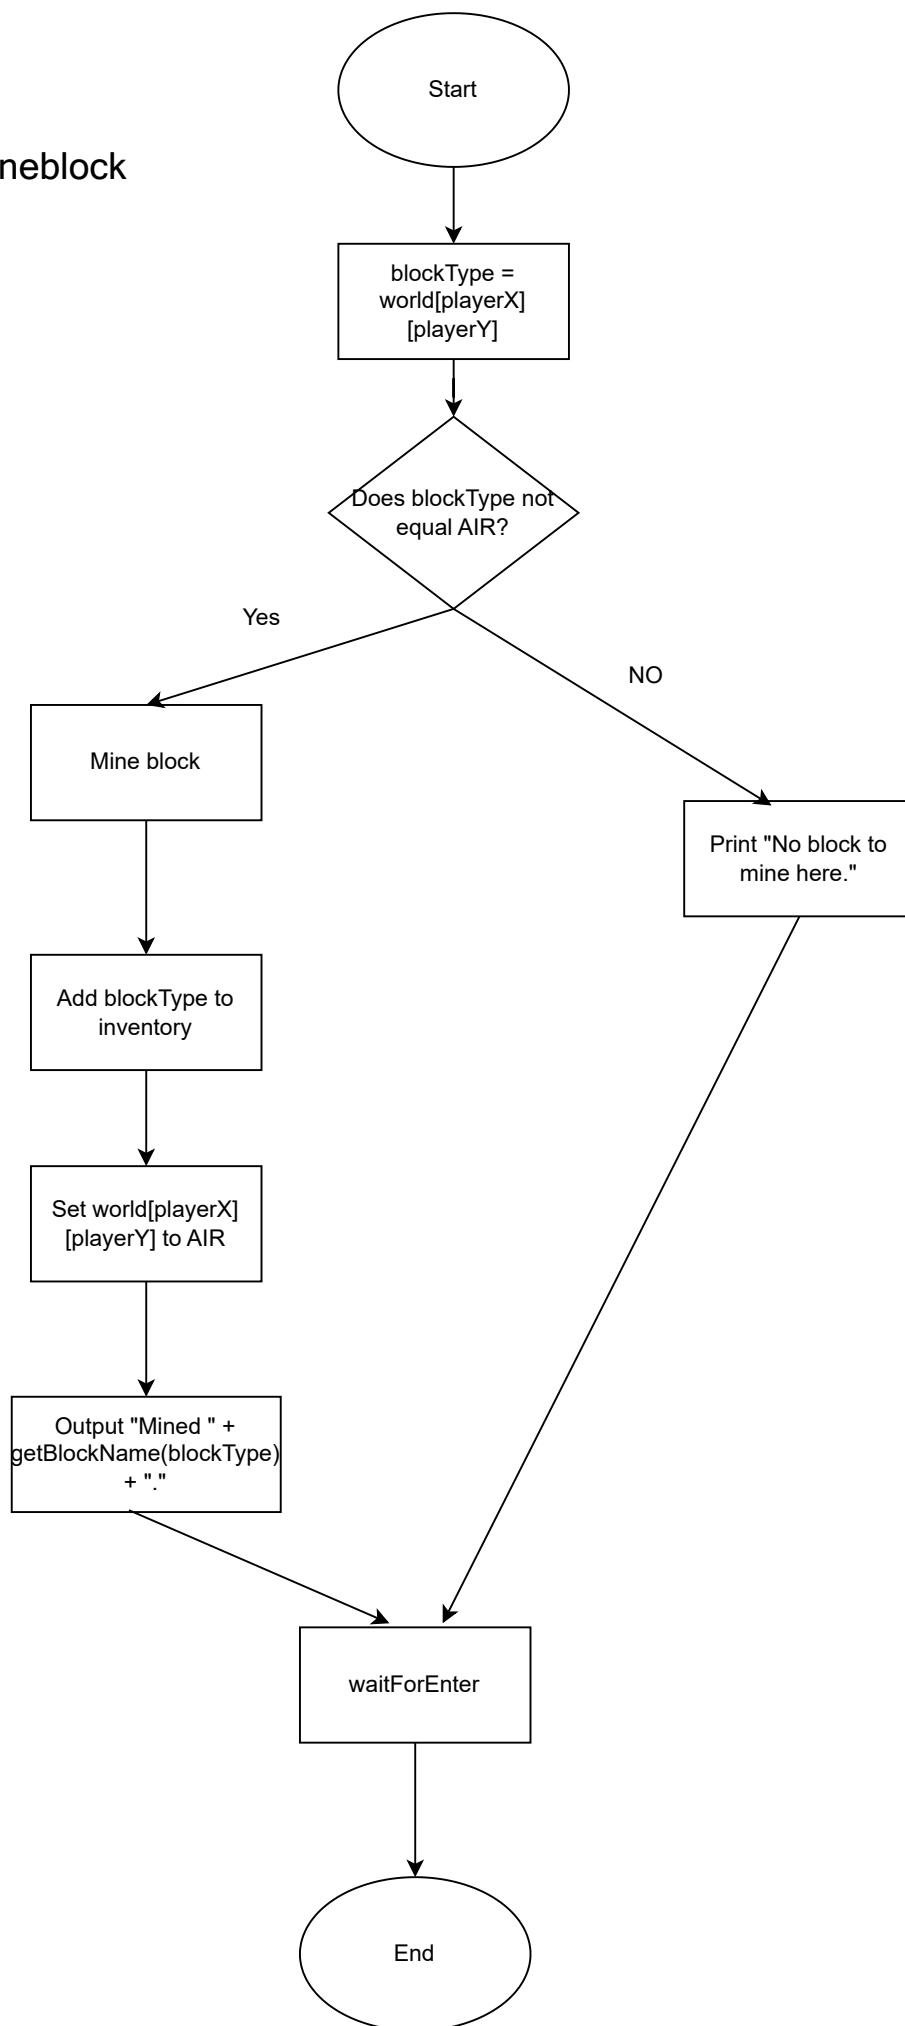 Start
neblock
blockType =
world[playerX]
[playerY]
Does blockType not
equal AIR?
Yes
NO
Mine block
Print "No block to
mine here."
Add blockType to
inventory
Set world[playerX]
[playerY] to AIR
Output "Mined " +
getBlockName(blockType)
+ "."
waitForEnter
End